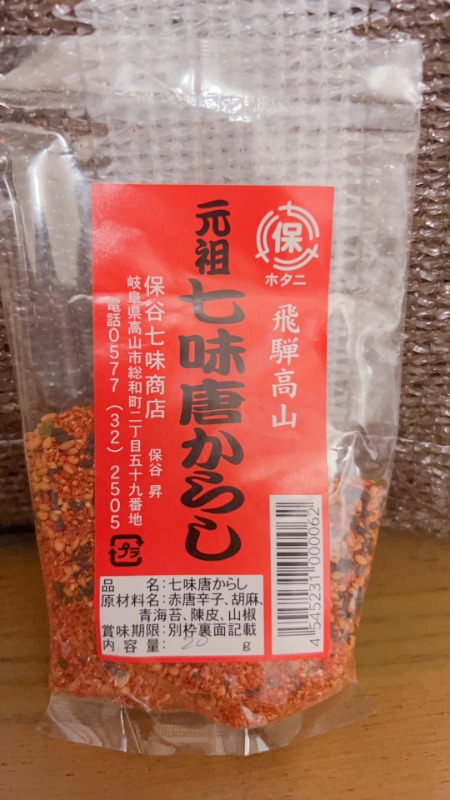 保
ホタニ
飛騨高山
元祖
七味唐からし
保谷七味商店
保谷 昇
岐阜県高山市総和町二丁目五十九番地
電話0577(32)2505
プラ
品名:七味唐からし
原材料名:赤唐辛子、胡麻、
青海苔、陳皮、山椒
賞味期限:別枠裏面記載
内容量: g
4545231000062